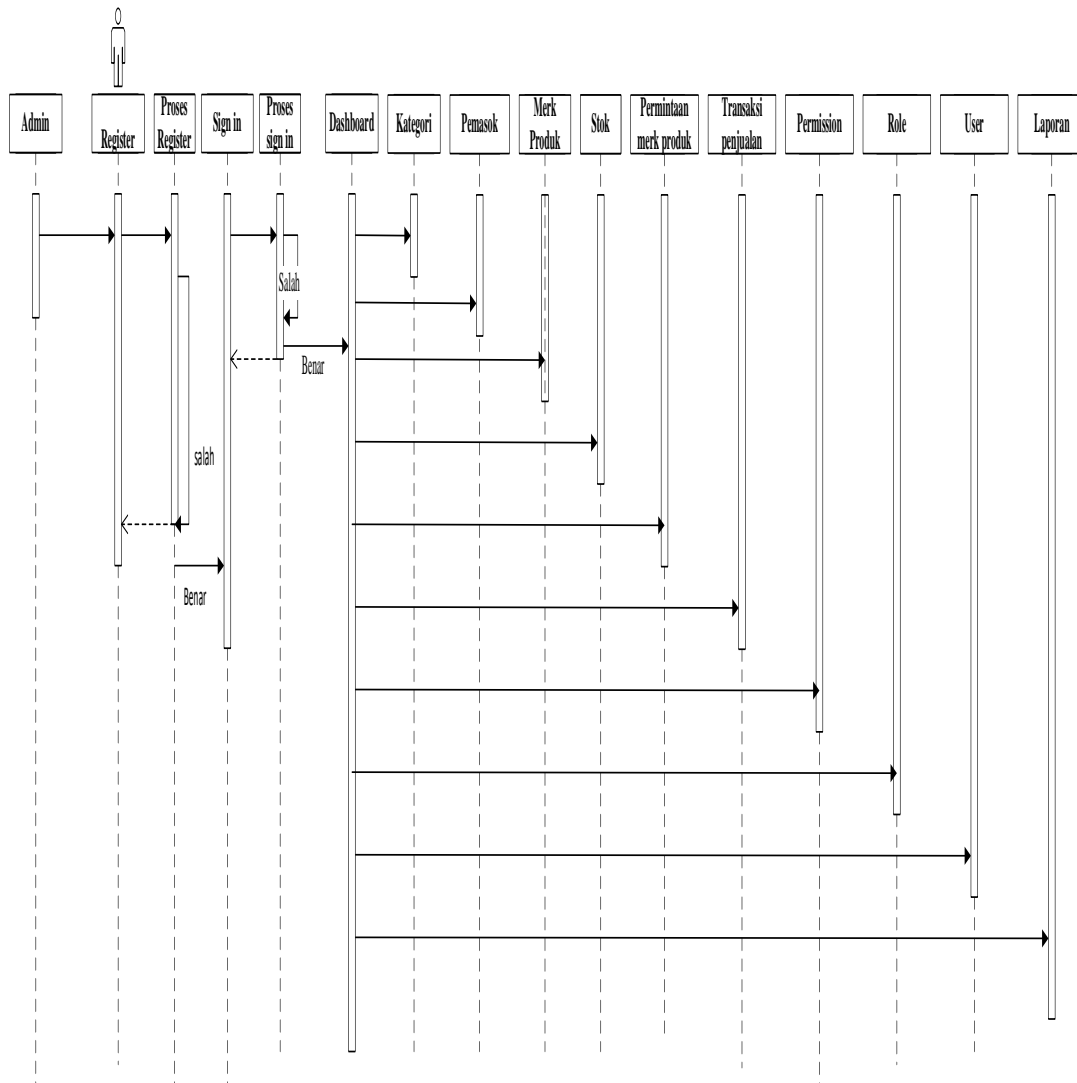 Admin
Register
Proses
Register
Sign in
Proses
sign in
Dashboard
Kategori
Pemasok
Merk
Produk
Stok
Permintaan
merk produk
Transaksi
penjualan
Permission
Role
User
Laporan
Salah
Benar
salah
Benar